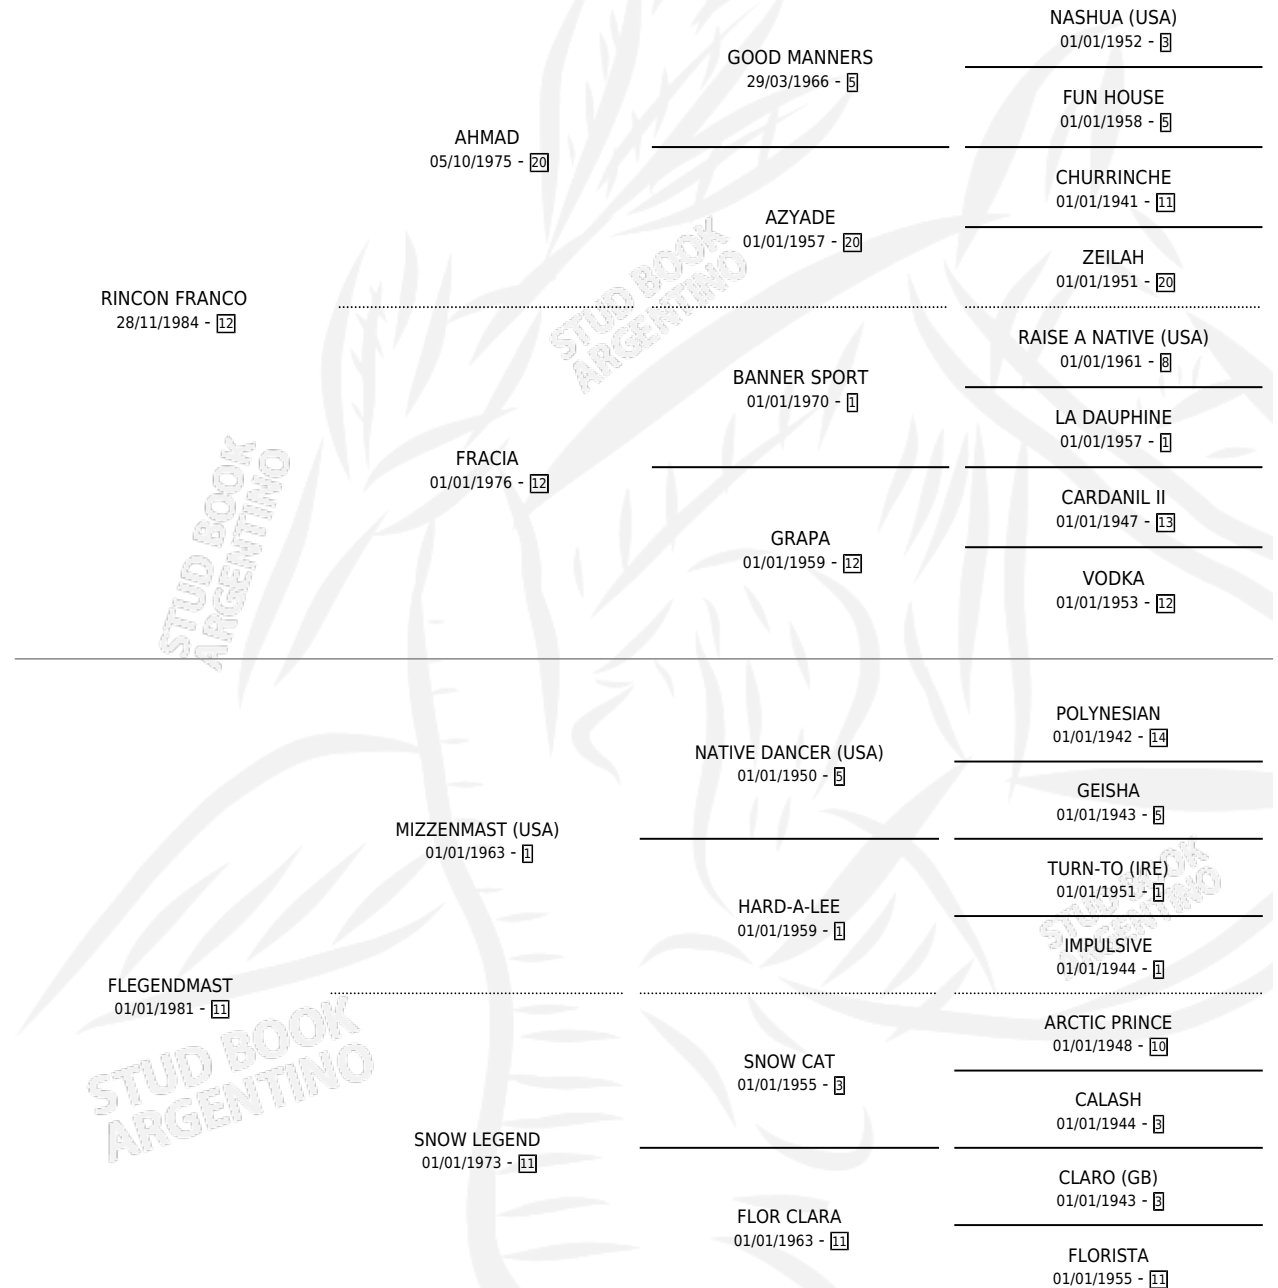 NASHUA (USA)
01/01/1952 - 3
GOOD MANNERS
29/03/1966 - 5
FUN HOUSE
01/01/1958 - 5
AHMAD
05/10/1975 - 20
CHURRINCHE
01/01/1941 - 11
AZYADE
01/01/1957 - 20
ZEILAH
01/01/1951 - 20
RINCON FRANCO
28/11/1984 - 12
STUD BOOK
ARGENTINO
RAISE A NATIVE (USA)
01/01/1961 - 8
BANNER SPORT
01/01/1970 - 1
LA DAUPHINE
01/01/1957 - 1
FRACIA
01/01/1976 - 12
CARDANIL II
01/01/1947 - 13
GRAPA
01/01/1959 - 12
VODKA
01/01/1953 - 12
STUD BOOK
ARGENTINO
POLYNESIAN
01/01/1942 - 14
NATIVE DANCER (USA)
01/01/1950 - 5
GEISHA
01/01/1943 - 5
MIZZENMAST (USA)
01/01/1963 - 1
TURN-TO (IRE)
01/01/1951 - 1
HARD-A-LEE
01/01/1959 - 1
STUD BOOK
ARGENTINO
IMPULSIVE
01/01/1944 - 1
FLEGENDMAST
01/01/1981 - 11
ARCTIC PRINCE
01/01/1948 - 10
SNOW CAT
01/01/1955 - 3
STUD BOOK
ARGENTINO
CALASH
01/01/1944 - 3
SNOW LEGEND
01/01/1973 - 11
CLARO (GB)
01/01/1943 - 3
FLOR CLARA
01/01/1963 - 11
FLORISTA
01/01/1955 - 11